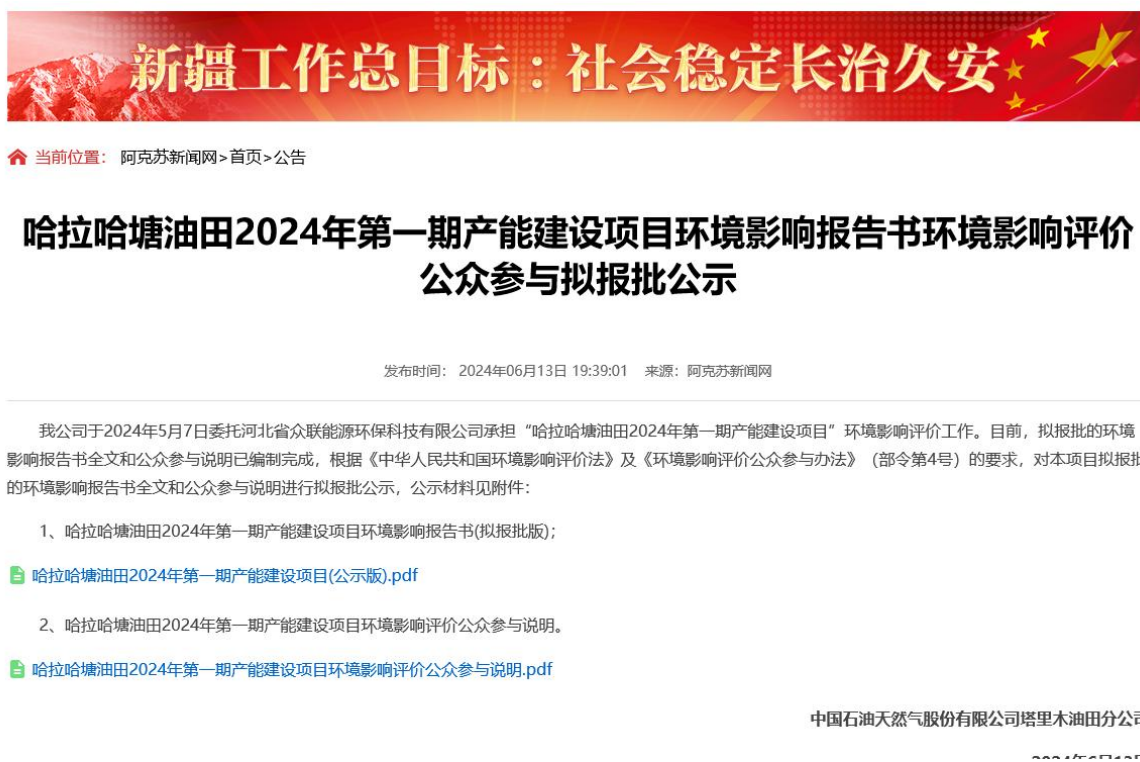 新疆工作总目标：社会稳定长治久安
当前位置： 阿克苏新闻网>首页>公告
哈拉哈塘油田2024年第一期产能建设项目环境影响报告书环境影响评价
公众参与拟报批公示
发布时间： 2024年06月13日 19:39:01 来源：阿克苏新闻网
我公司于2024年5月7日委托河北省众联能源环保科技有限公司承担“哈拉哈塘油田2024年第一期产能建设项目”环境影响评价工作。目前，拟报批的环境
影响报告书全文和公众参与说明已编制完成，根据《中华人民共和国环境影响评价法》及《环境影响评价公众参与办法》（部令第4号）的要求，对本项目拟报批
的环境影响报告书全文和公众参与说明进行拟报批公示，公示材料见附件：
1、哈拉哈塘油田2024年第一期产能建设项目环境影响报告书(拟报批版)；
哈拉哈塘油田2024年第一期产能建设项目(公示版).pdf
2、哈拉哈塘油田2024年第一期产能建设项目环境影响评价公众参与说明。
哈拉哈塘油田2024年第一期产能建设项目环境影响评价公众参与说明.pdf
中国石油天然气股份有限公司塔里木油田分公司